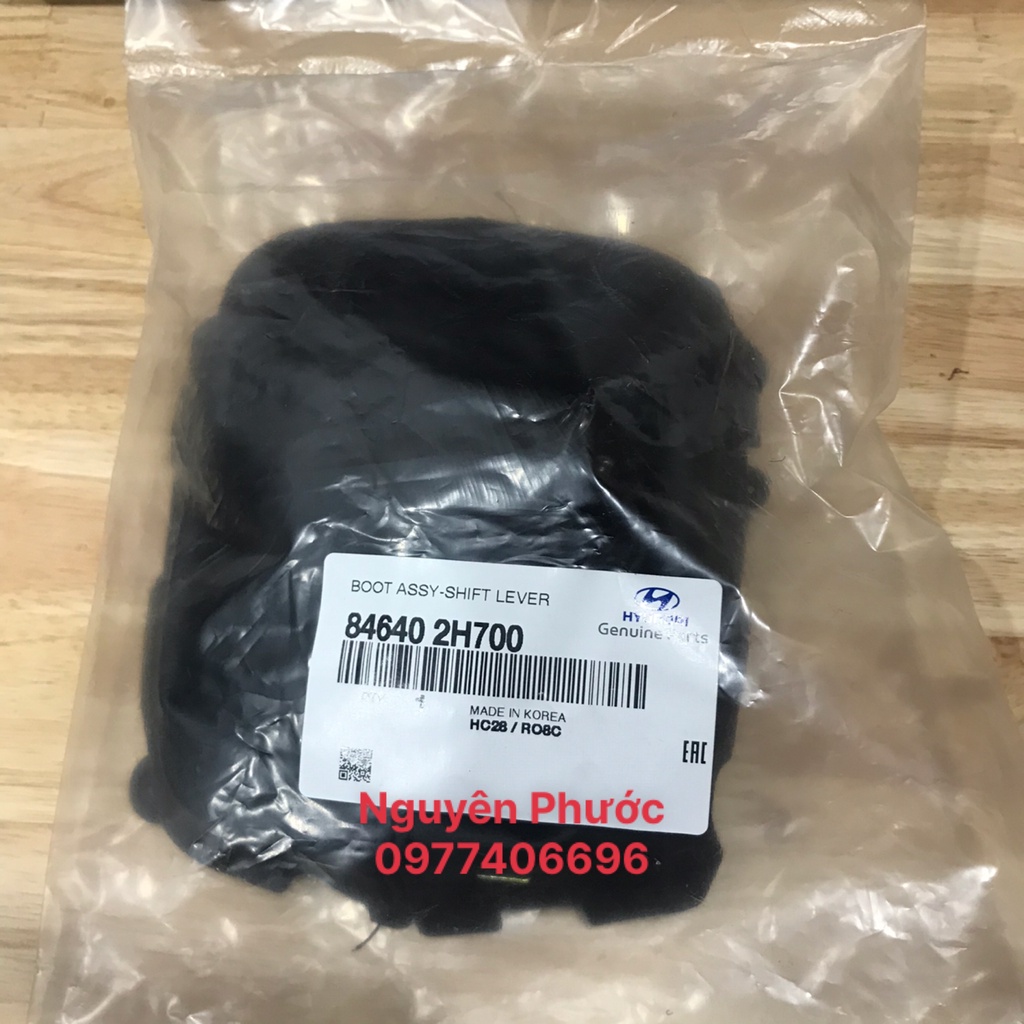 BOOT ASSY-SHIFT LEVER
HYUNDAI
Genuine Parts
84640 2H700
MADE IN KOREA
HC28 / RO8C
EAC
Nguyên Phước
0977406696